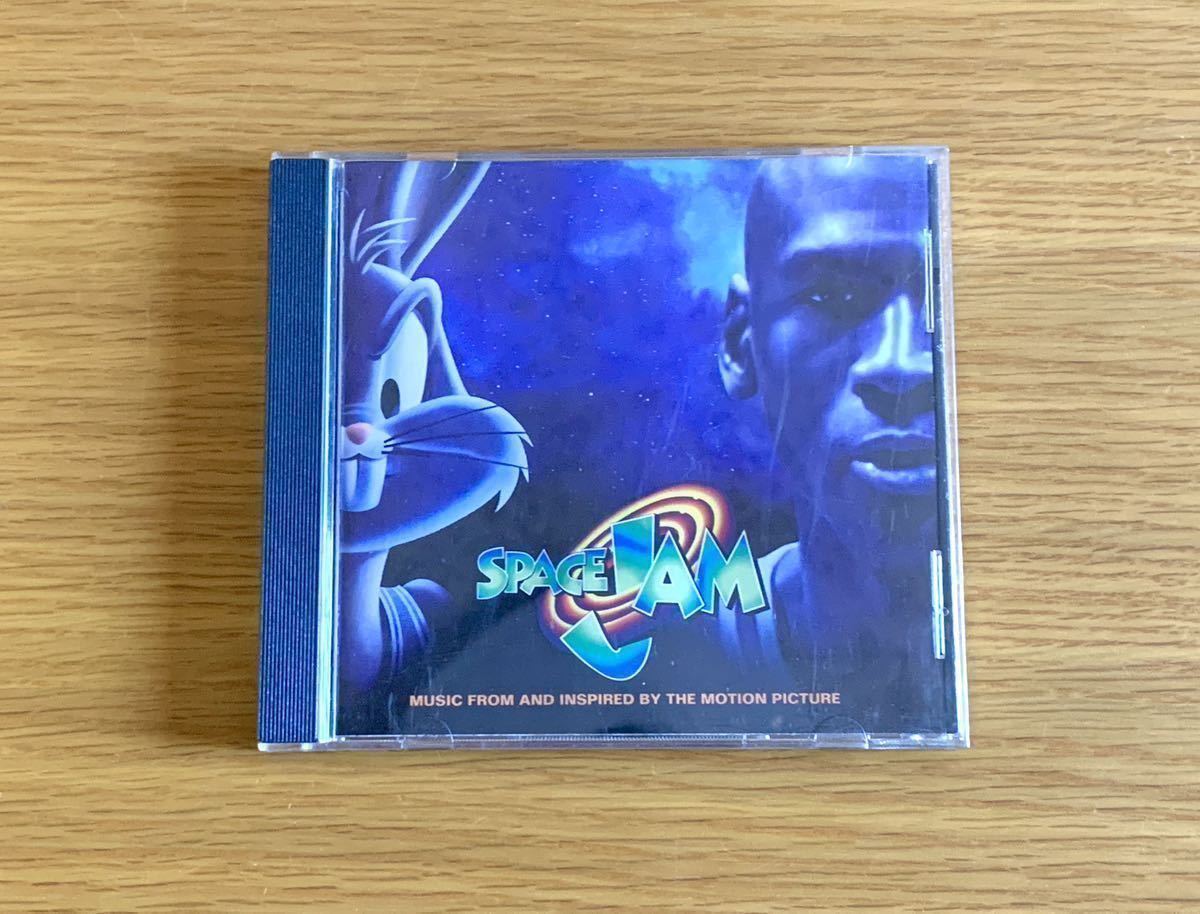 SPACE JAM
MUSIC FROM AND INSPIRED BY THE MOTION PICTURE